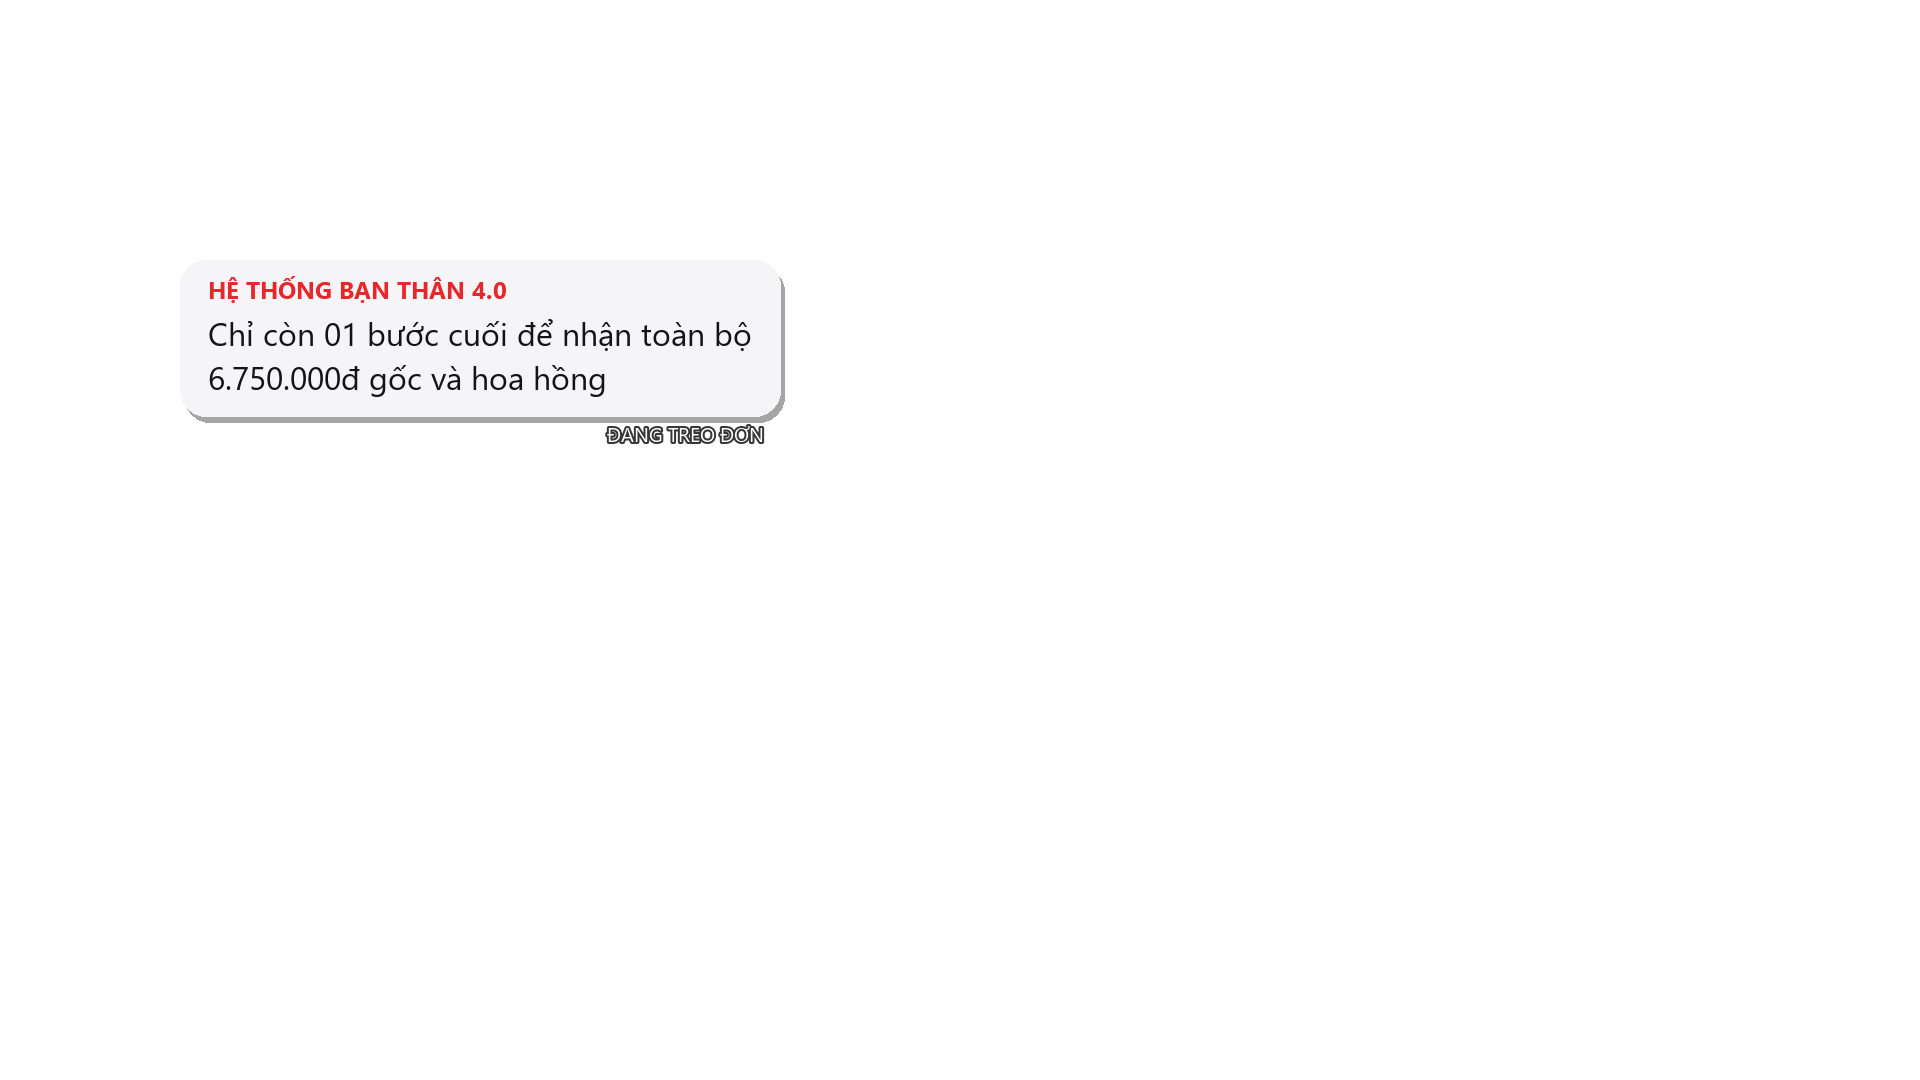 HỆ THỐNG BẠN THÂN 4.0
Chỉ còn 01 bước cuối để nhận toàn bộ
6.750.000đ gốc và hoa hồng
ĐANG TREO ĐƠN